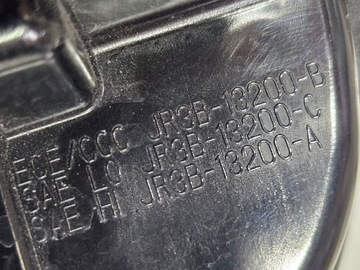 ECE/CCC JR3B-13200-B
SAE LO JR3B-13200-C
SAE HI JR3B-13200-A